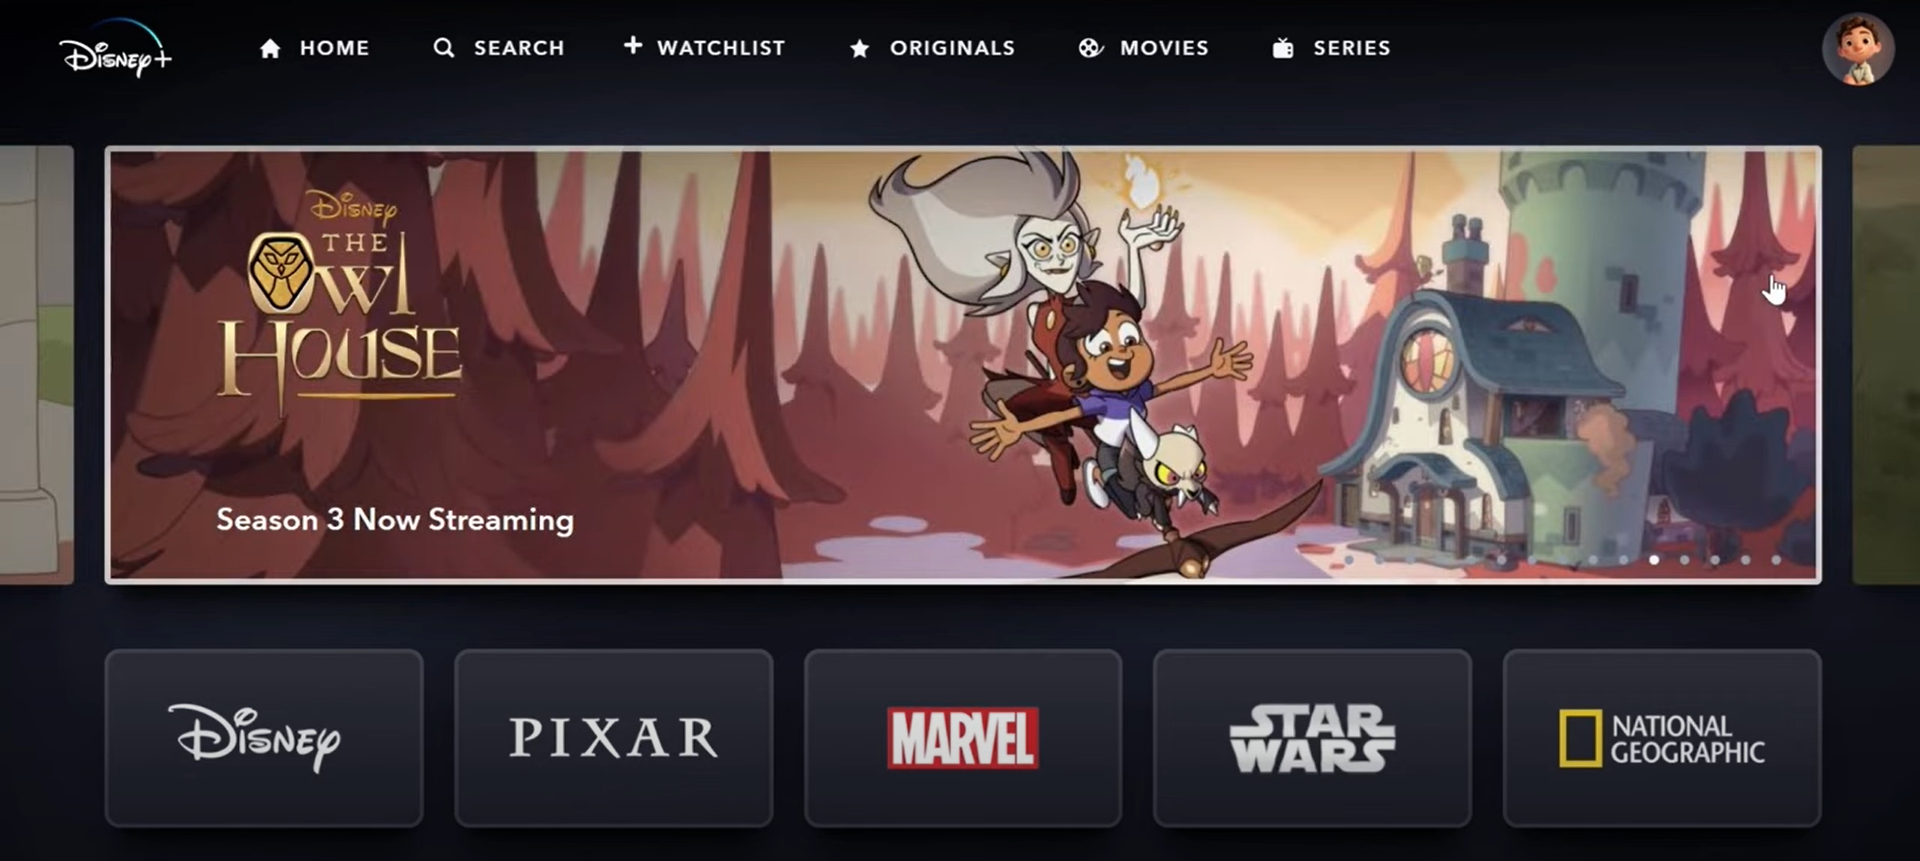 Disney+
HOME
SEARCH
WATCHLIST
ORIGINALS
MOVIES
SERIES
Disney
THE
Owl
HOUSE
Season 3 Now Streaming
Disney
PIXAR
MARVEL
STAR
WARS
NATIONAL
GEOGRAPHIC